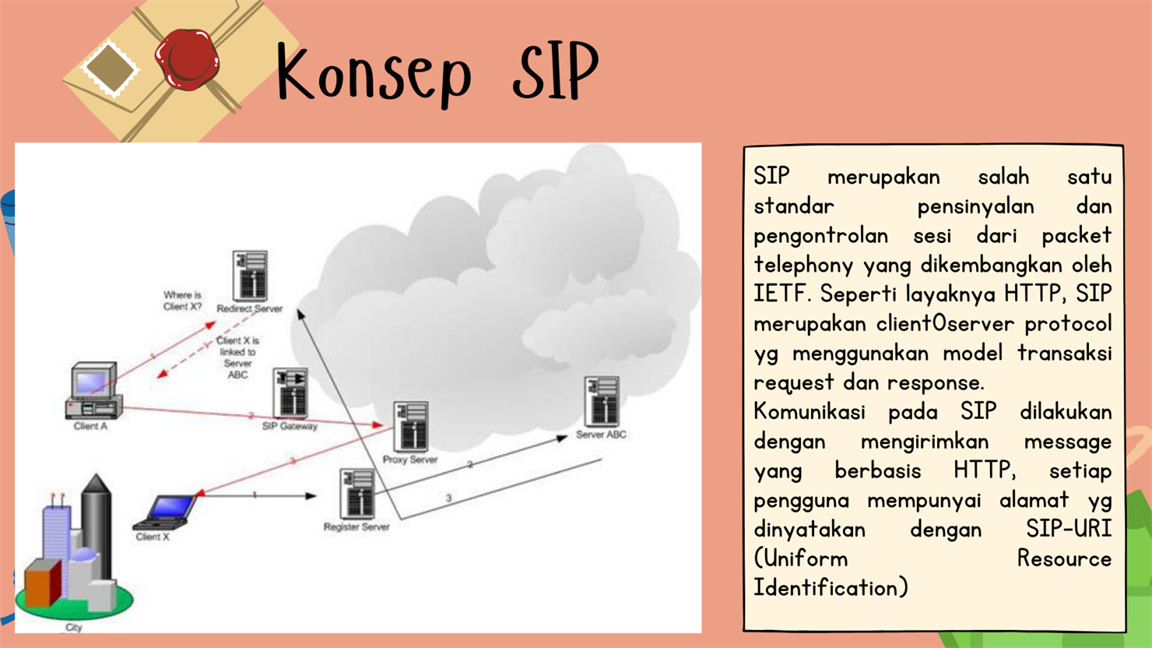 Konsep SIP
Where is
Client X?
Redirect Server
1
Client X is
linked to
Server
ABC
Client A
2
SIP Gateway
Server ABC
Proxy Server
3
2
1
3
Register Server
Client X
City
SIP merupakan salah satu
standar pensinyalan dan
pengontrolan sesi dari packet
telephony yang dikembangkan oleh
IETF. Seperti layaknya HTTP, SIP
merupakan client0server protocol
yg menggunakan model transaksi
request dan response.
Komunikasi pada SIP dilakukan
dengan mengirimkan message
yang berbasis HTTP, setiap
pengguna mempunyai alamat yg
dinyatakan dengan SIP-URI
(Uniform Resource
Identification)